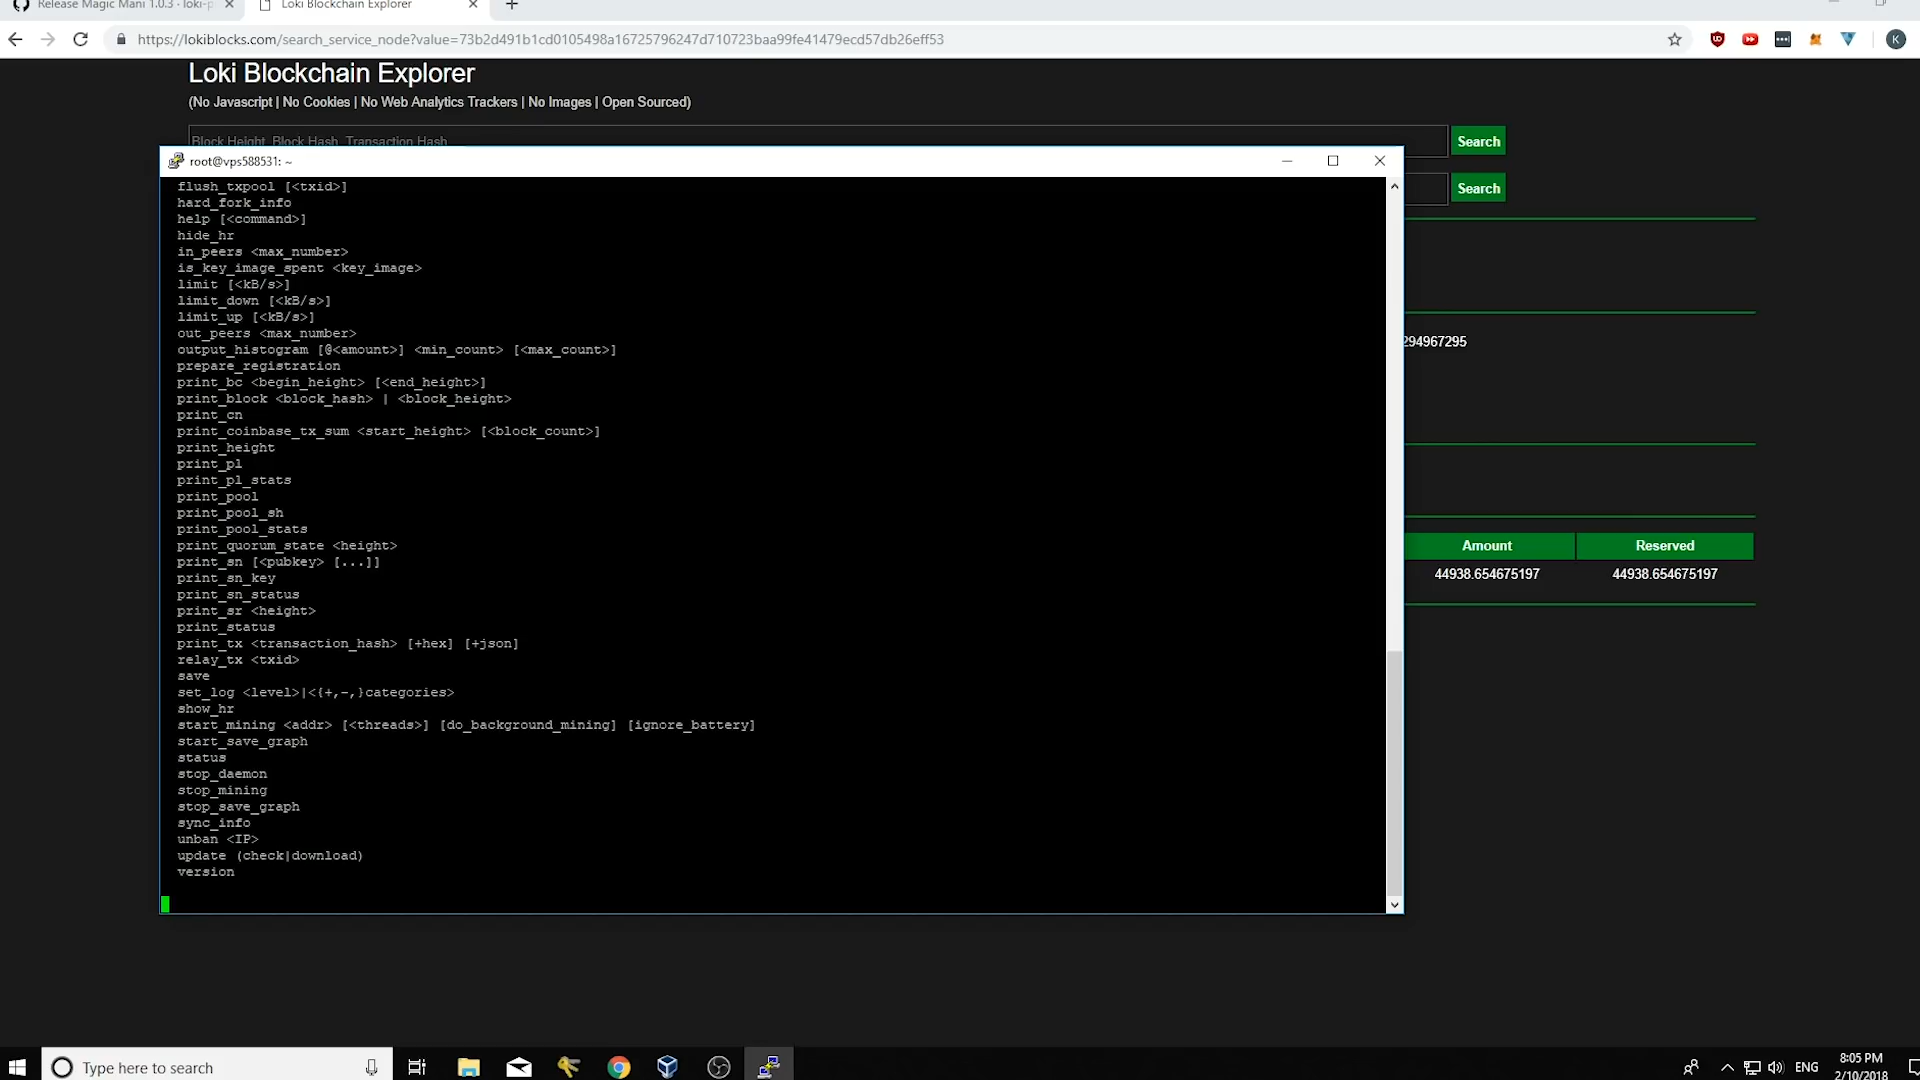 Release Magic Mani 1.0.3 · loki-p
Loki Blockchain Explorer
https://lokiblocks.com/search_service_node?value=73b2d491b1cd0105498a16725796247d710723baa99fe41479ecd57db26eff53
K
Loki Blockchain Explorer
(No Javascript | No Cookies | No Web Analytics Trackers | No Images | Open Sourced)
Block Height, Block Hash, Transaction Hash
Search
Search
root@vps588531: ~
flush_txpool [<txid>]
hard_fork_info
help [<command>]
hide_hr
in_peers <max_number>
is_key_image_spent <key_image>
limit [<kB/s>]
limit_down [<kB/s>]
limit_up [<kB/s>]
out_peers <max_number>
output_histogram [@<amount>] <min_count> [<max_count>]
prepare_registration
print_bc <begin_height> [<end_height>]
print_block <block_hash> | <block_height>
print_cn
print_coinbase_tx_sum <start_height> [<block_count>]
print_height
print_pl
print_pl_stats
print_pool
print_pool_sh
print_pool_stats
print_quorum_state <height>
print_sn [<pubkey> [...]]
print_sn_key
print_sn_status
print_sr <height>
print_status
print_tx <transaction_hash> [+hex] [+json]
relay_tx <txid>
save
set_log <level>|<{+,-,}categories>
show_hr
start_mining <addr> [<threads>] [do_background_mining] [ignore_battery]
start_save_graph
status
stop_daemon
stop_mining
stop_save_graph
sync_info
unban <IP>
update (check|download)
version
294967295
Amount Reserved
44938.654675197 44938.654675197
Type here to search
ENG
8:05 PM
2/10/2018